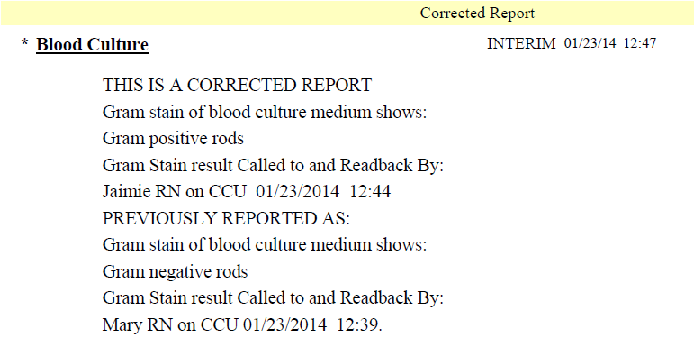 Corrected Report
* Blood Culture INTERIM 01/23/14 12:47
THIS IS A CORRECTED REPORT
Gram stain of blood culture medium shows:
Gram positive rods
Gram Stain result Called to and Readback By:
Jaimie RN on CCU 01/23/2014 12:44
PREVIOUSLY REPORTED AS:
Gram stain of blood culture medium shows:
Gram negative rods
Gram Stain result Called to and Readback By:
Mary RN on CCU 01/23/2014 12:39.